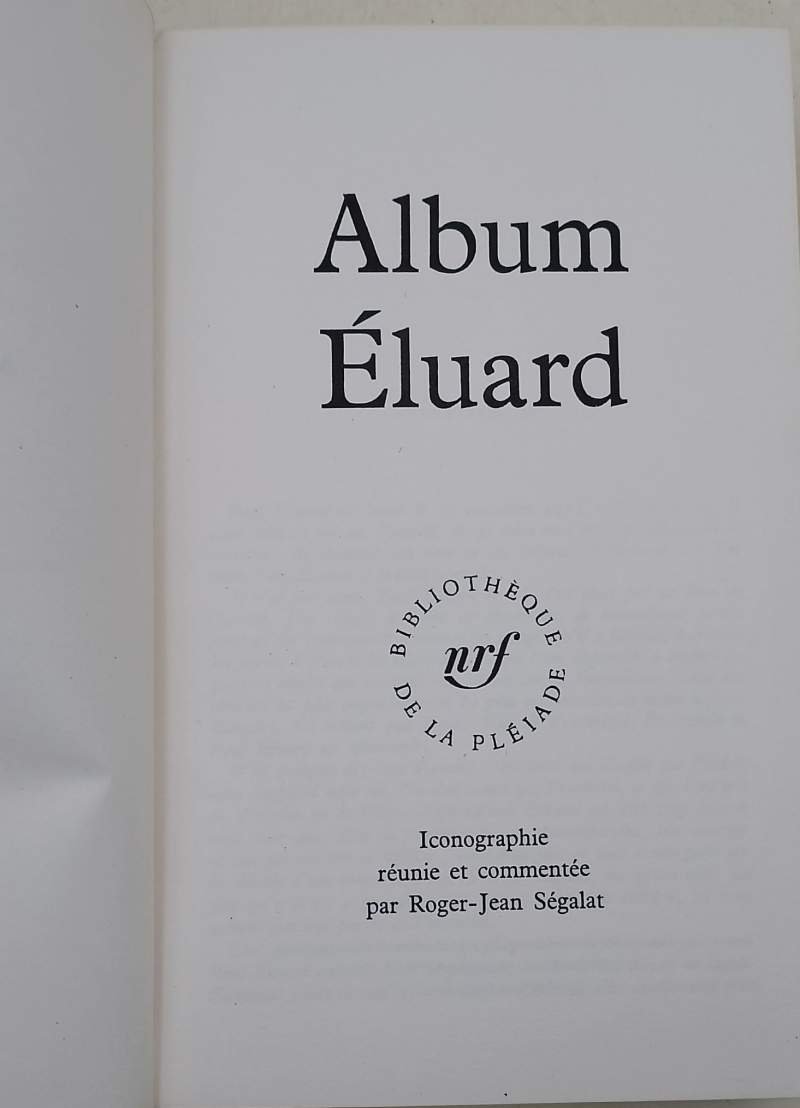 Album
Éluard
BIBLIOTHÈQUE DE LA PLÉIADE
nrf
Iconographie
réunie et commentée
par Roger-Jean Ségalat